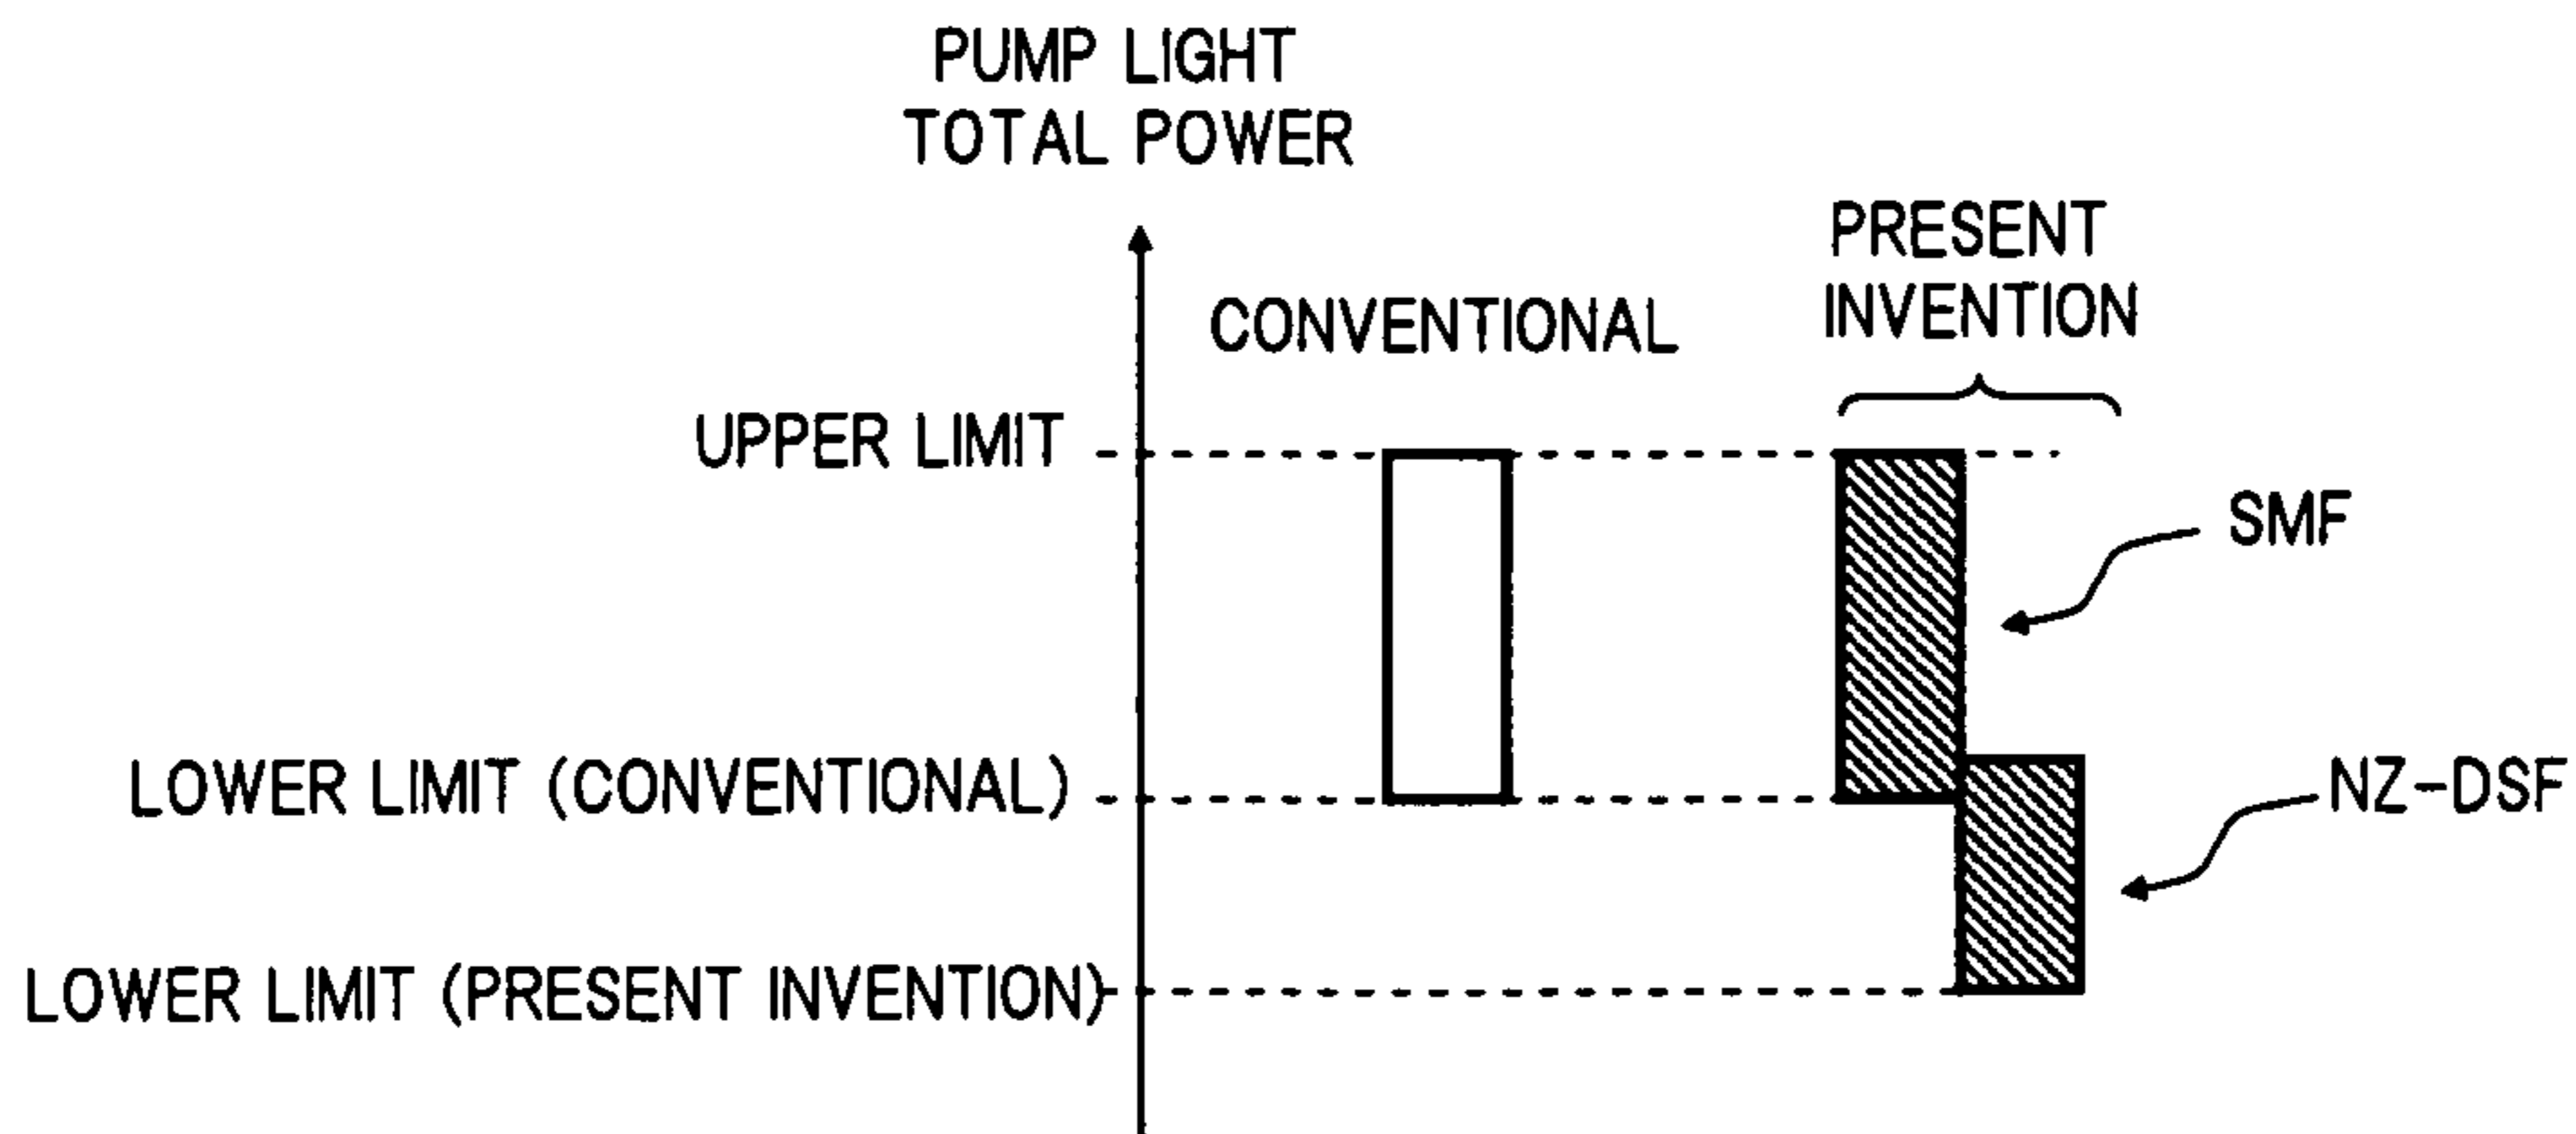 PUMP LIGHT
TOTAL POWER
PRESENT
INVENTION
CONVENTIONAL
UPPER LIMIT
SMF
LOWER LIMIT (CONVENTIONAL)
NZ-DSF
LOWER LIMIT (PRESENT INVENTION)